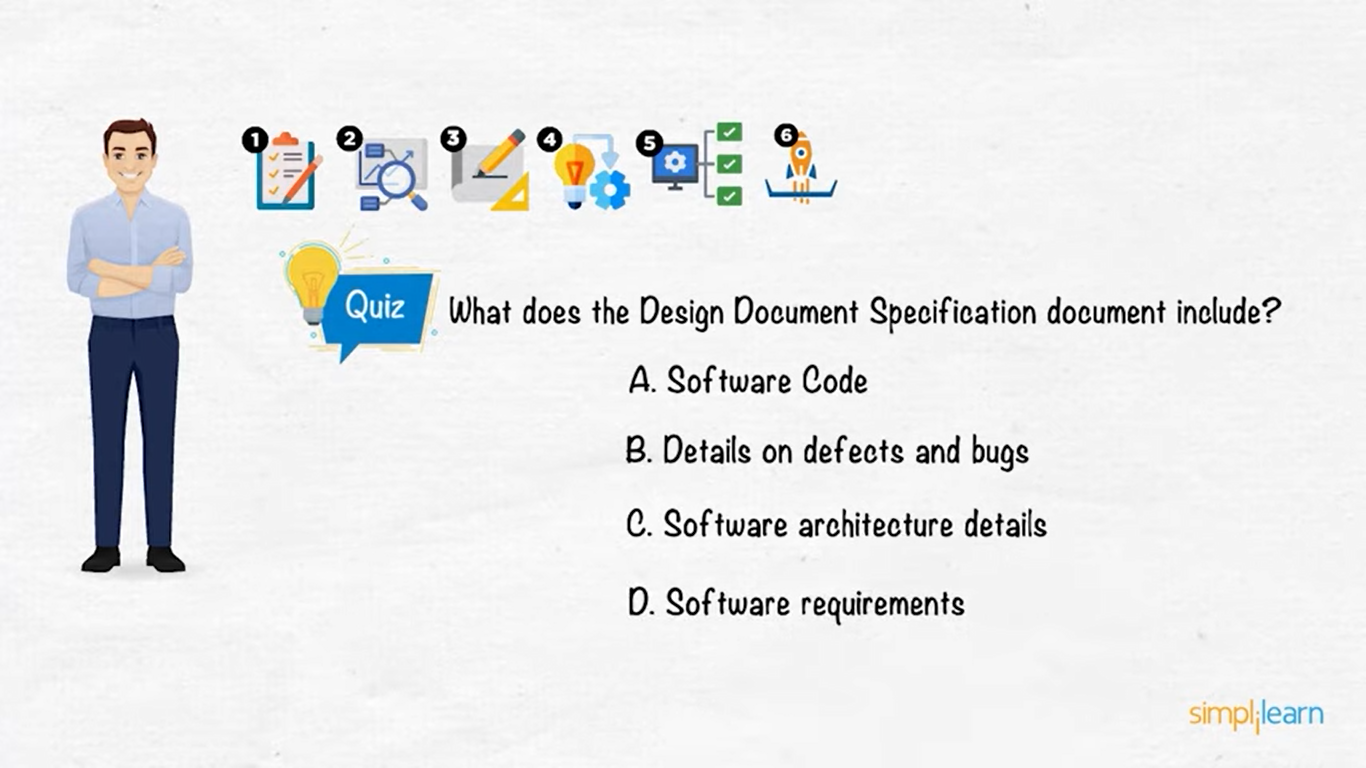 1 2 3 4 5 6
Quiz
What does the Design Document Specification document include?
A. Software Code
B. Details on defects and bugs
C. Software architecture details
D. Software requirements
simplilearn